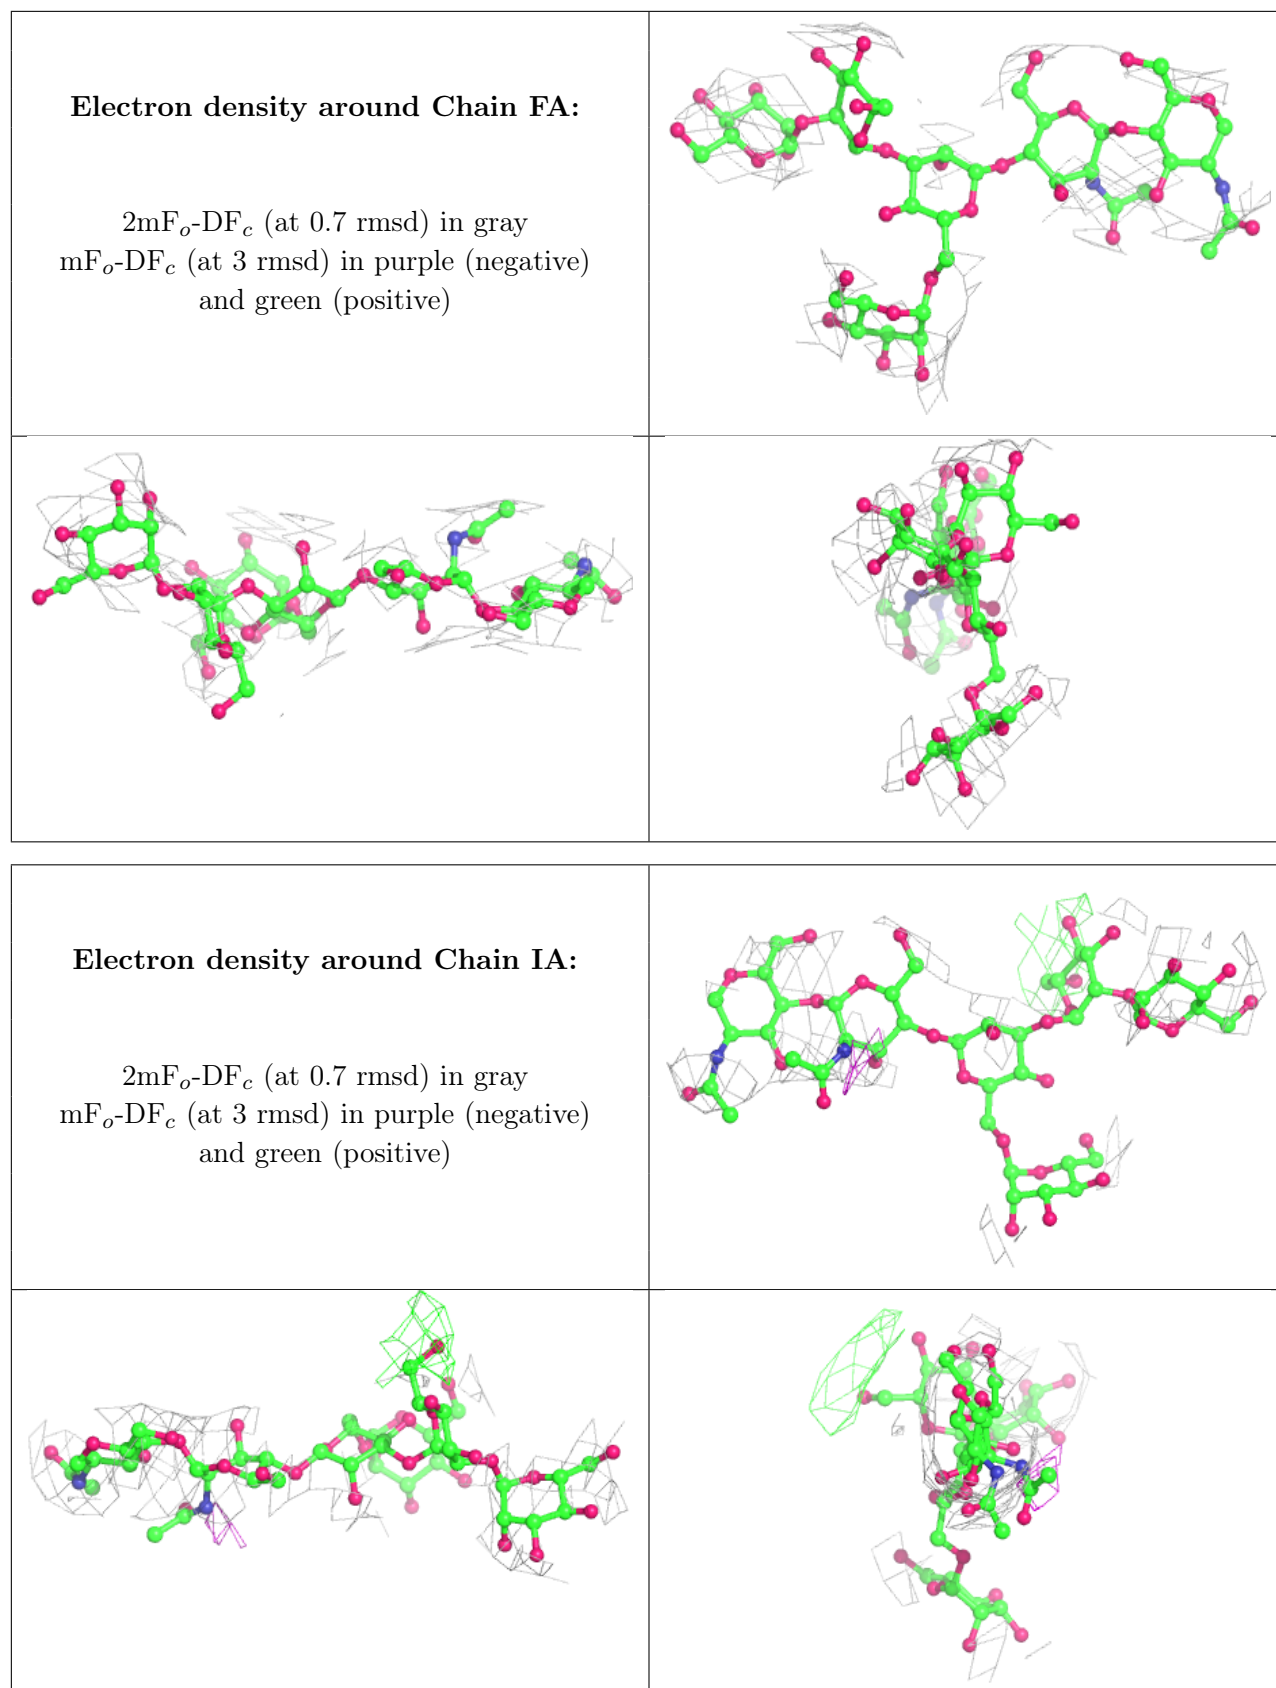 Electron density around Chain FA:
2mFo-DFc (at 0.7 rmsd) in gray
mFo-DFc (at 3 rmsd) in purple (negative)
and green (positive)
Electron density around Chain IA:
2mFo-DFc (at 0.7 rmsd) in gray
mFo-DFc (at 3 rmsd) in purple (negative)
and green (positive)